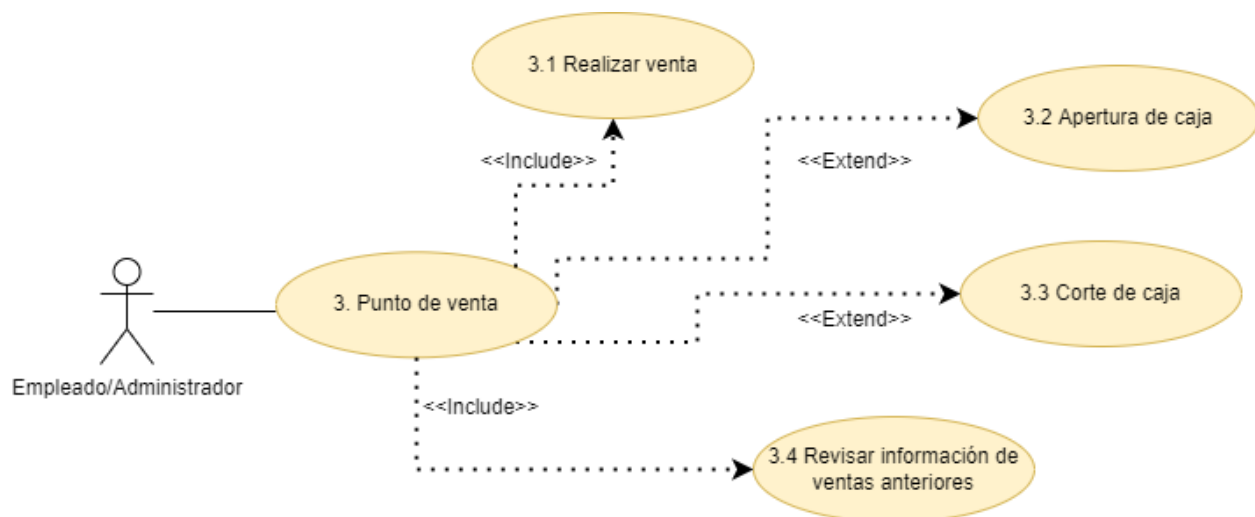 3.1 Realizar venta
3.2 Apertura de caja
<<Include>>
<<Extend>>
3. Punto de venta
3.3 Corte de caja
<<Extend>>
Empleado/Administrador
<<Include>>
3.4 Revisar información de
ventas anteriores